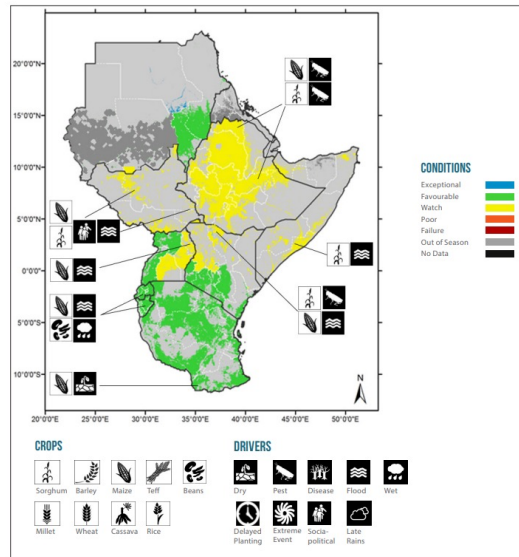 20°0'0"N
15°0'0"N
10°0'0"N
5°0'0"N
0°0'0"
5°0'0"S
10°0'0"S
20°0'0"E 25°0'0"E 30°0'0"E 35°0'0"E 40°0'0"E 45°0'0"E 50°0'0"E
N
CONDITIONS
Exceptional
Favourable
Watch
Poor
Failure
Out of Season
No Data
CROPS
Sorghum Barley Maize Teff Beans
Millet Wheat Cassava Rice
DRIVERS
Dry Pest Disease Flood Wet
Delayed Planting Extreme Event Socia-political Late Rains